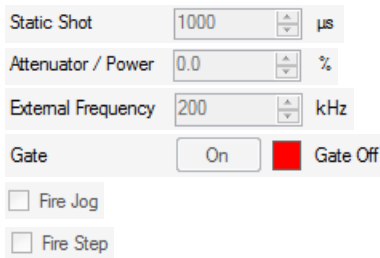 Static Shot 1000 µs
Attenuator / Power 0.0 %
External Frequency 200 kHz
Gate On Gate Off
Fire Jog
Fire Step